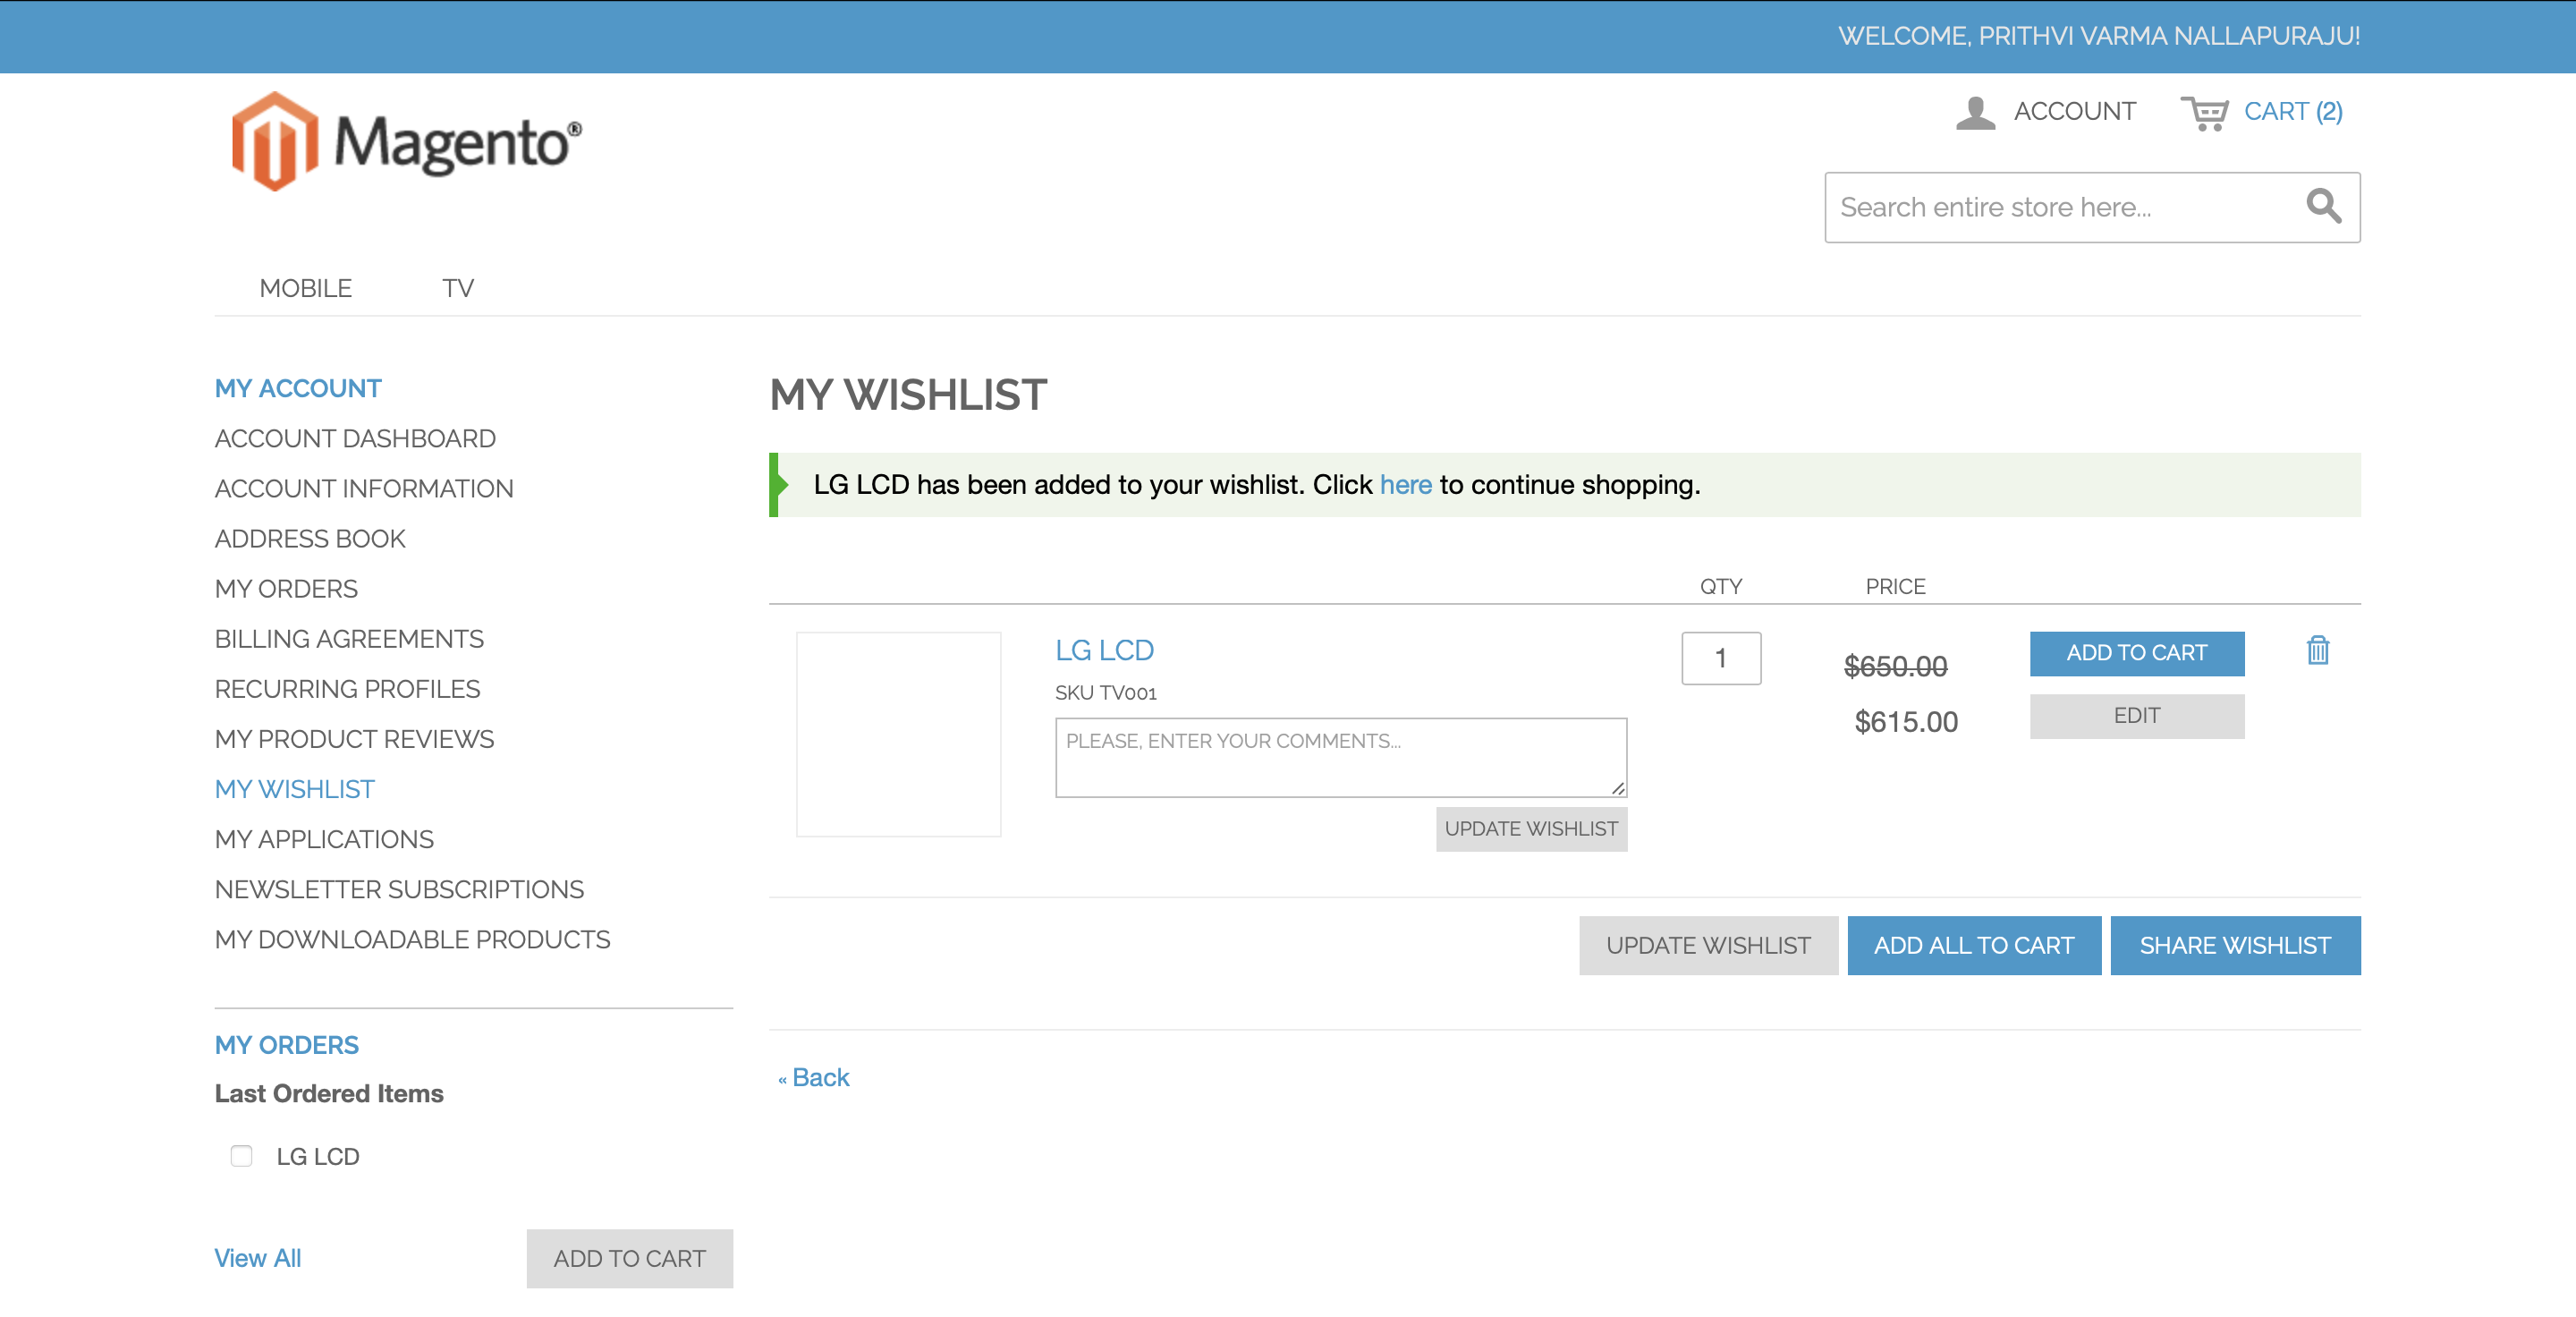 WELCOME, PRITHVI VARMA NALLAPURAJU!
Magento®
ACCOUNT
CART (2)
Search entire store here...
MOBILE
TV
MY ACCOUNT
ACCOUNT DASHBOARD
ACCOUNT INFORMATION
ADDRESS BOOK
MY ORDERS
BILLING AGREEMENTS
RECURRING PROFILES
MY PRODUCT REVIEWS
MY WISHLIST
MY APPLICATIONS
NEWSLETTER SUBSCRIPTIONS
MY DOWNLOADABLE PRODUCTS
MY ORDERS
Last Ordered Items
LG LCD
View All
ADD TO CART
MY WISHLIST
LG LCD has been added to your wishlist. Click here to continue shopping.
QTY
PRICE
LG LCD
SKU TV001
PLEASE, ENTER YOUR COMMENTS...
UPDATE WISHLIST
1
$650.00
$615.00
ADD TO CART
EDIT
UPDATE WISHLIST
ADD ALL TO CART
SHARE WISHLIST
« Back